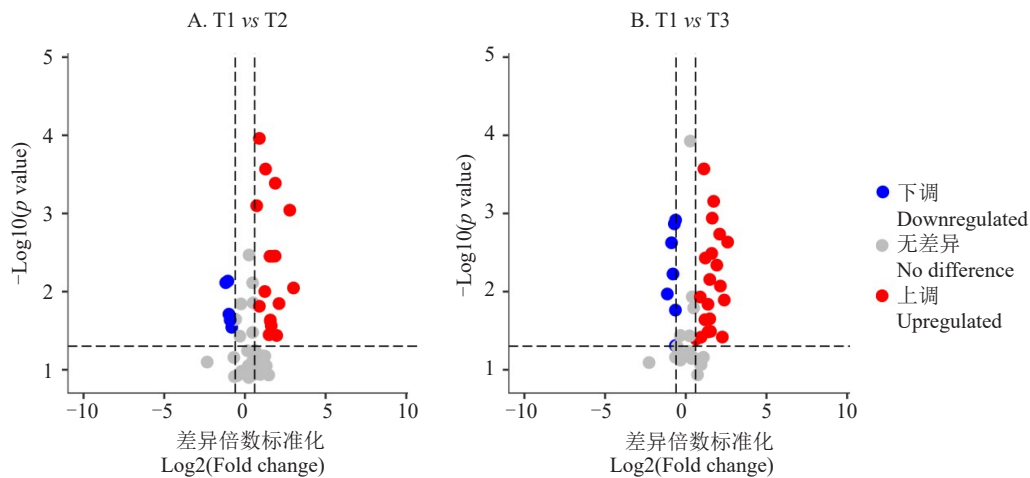 A. T1 vs T2
5
4
3
2
1
−Log10(p value)
−10
−5
0
5
10
差异倍数标准化
Log2(Fold change)
B. T1 vs T3
5
4
3
2
1
−Log10(p value)
−10
−5
0
5
10
差异倍数标准化
Log2(Fold change)
下调
Downregulated
无差异
No difference
上调
Upregulated